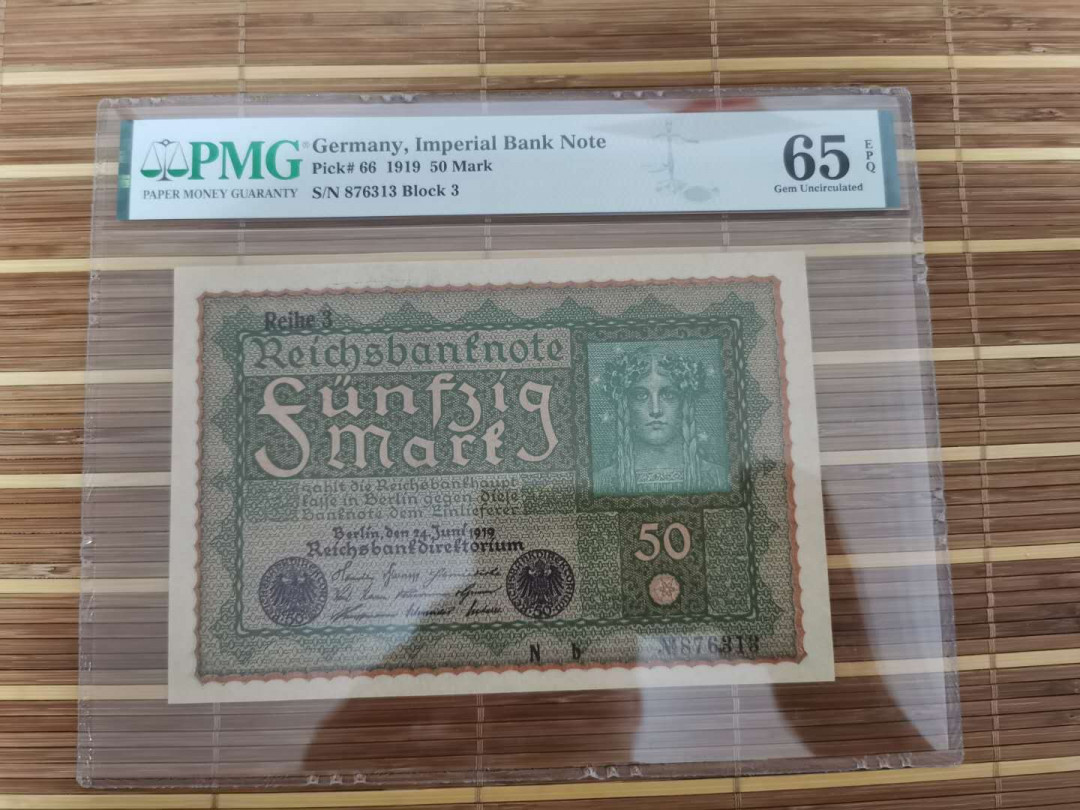 PMG
PAPER MONEY GUARANTY
Germany, Imperial Bank Note
Pick# 66 1919 50 Mark
S/N 876313 Block 3
65
EPQ
Gem Uncirculated
Reihe 3
Reichsbanknote
Fünfzig
Mark
zahlt die Reichsbankhaupt
kasse in Berlin gegen diese
Banknote dem Einlieferer
Berlin, den 24. Juni 1919
Reichsbankdirektorium
50
N b
№876313